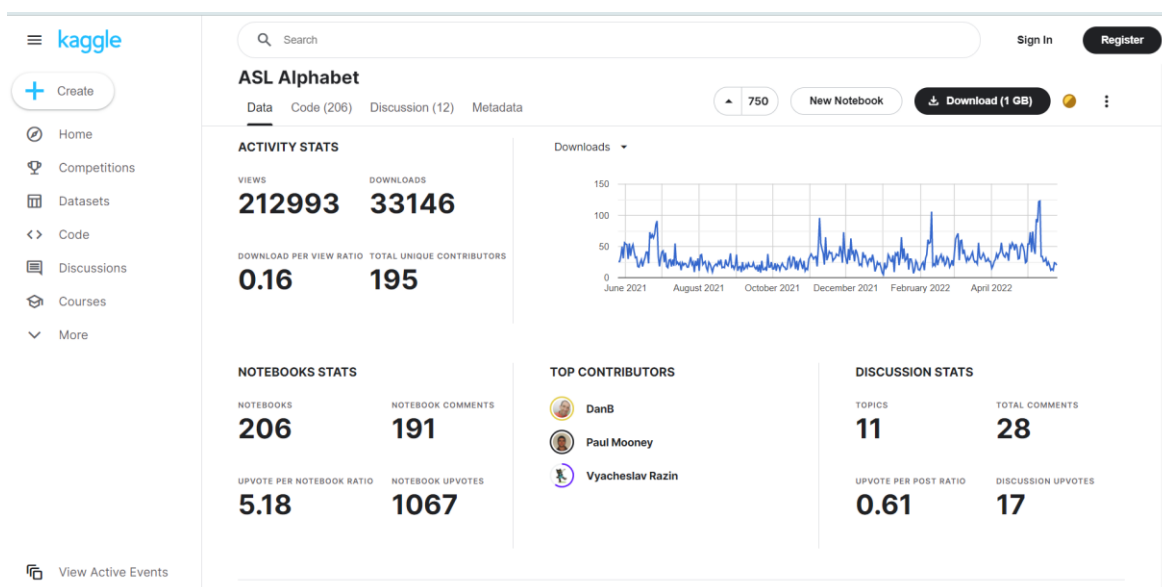 kaggle
Search
Sign In
Register
Create
Home
Competitions
Datasets
Code
Discussions
Courses
More
View Active Events
ASL Alphabet
Data Code (206) Discussion (12) Metadata
750
New Notebook
Download (1 GB)
ACTIVITY STATS
VIEWS DOWNLOADS
212993 33146
DOWNLOAD PER VIEW RATIO TOTAL UNIQUE CONTRIBUTORS
0.16 195
Downloads
150
100
50
0
June 2021 August 2021 October 2021 December 2021 February 2022 April 2022
NOTEBOOKS STATS
NOTEBOOKS NOTEBOOK COMMENTS
206 191
UPVOTE PER NOTEBOOK RATIO NOTEBOOK UPVOTES
5.18 1067
TOP CONTRIBUTORS
DanB
Paul Mooney
Vyacheslav Razin
DISCUSSION STATS
TOPICS TOTAL COMMENTS
11 28
UPVOTE PER POST RATIO DISCUSSION UPVOTES
0.61 17